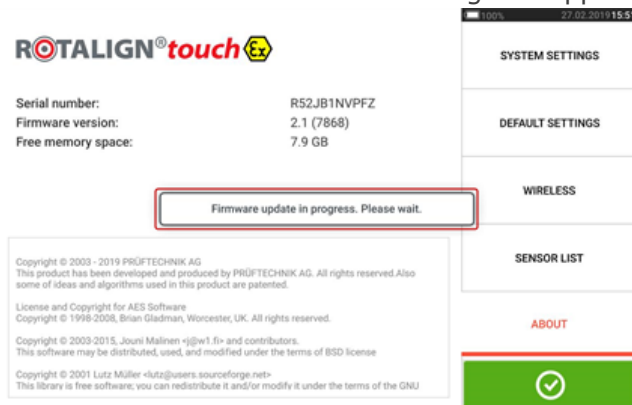 100% 27.02.2019 15:5
ROTALIGN® touch Ex
Serial number: R52JB1NVPFZ
Firmware version: 2.1 (7868)
Free memory space: 7.9 GB
Firmware update in progress. Please wait.
Copyright © 2003 - 2019 PRÜFTECHNIK AG
This product has been developed and produced by PRÜFTECHNIK AG. All rights reserved.Also
some of ideas and algorithms used in this product are patented.
License and Copyright for AES Software
Copyright © 1998-2008, Brian Gladman, Worcester, UK. All rights reserved.
Copyright © 2003-2015, Jouni Malinen <j@w1.fi> and contributors.
This software may be distributed, used, and modified under the terms of BSD license
Copyright © 2001 Lutz Müller <lutz@users.sourceforge.net>
This library is free software; you can redistribute it and/or modify it under the terms of the GNU
SYSTEM SETTINGS
DEFAULT SETTINGS
WIRELESS
SENSOR LIST
ABOUT